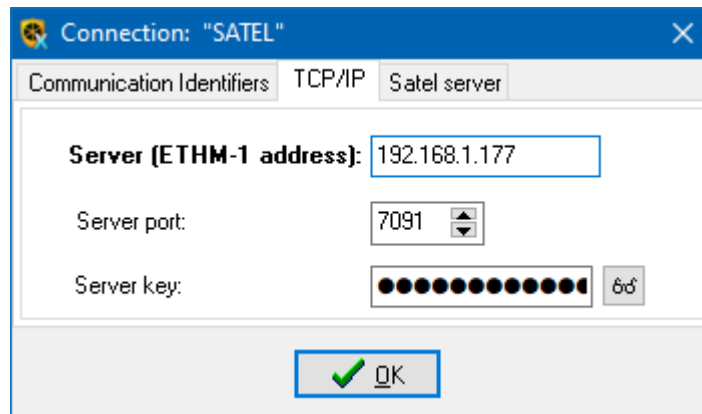 Connection: "SATEL"
Communication Identifiers TCP/IP Satel server
Server (ETHM-1 address): 192.168.1.177
Server port: 7091
Server key: ●●●●●●●●●●●●
OK